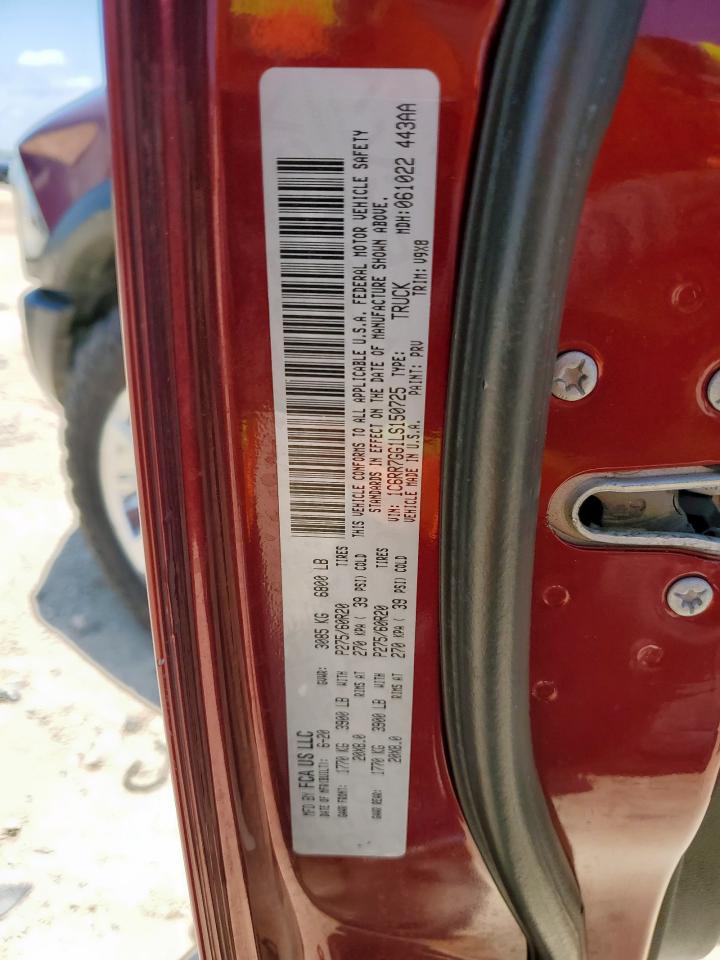 MFD BY FCA US LLC
DATE OF MFR(BUILT): 6-20 GVWR: 3085 KG 6800 LB
GAWR FRONT: 1770 KG 3900 LB WITH P275/60R20 TIRES
20X8.0 RIMS AT 270 KPA ( 39 PSI) COLD
GAWR REAR: 1770 KG 3900 LB WITH P275/60R20 TIRES
20X8.0 RIMS AT 270 KPA ( 39 PSI) COLD
THIS VEHICLE CONFORMS TO ALL APPLICABLE U.S.A. FEDERAL MOTOR VEHICLE SAFETY
STANDARDS IN EFFECT ON THE DATE OF MANUFACTURE SHOWN ABOVE.
VIN: 1C6RR7GG1LS150725 TYPE: TRUCK MDH:061022 443AA
VEHICLE MADE IN U.S.A. PAINT: PRV TRIM: V9X8